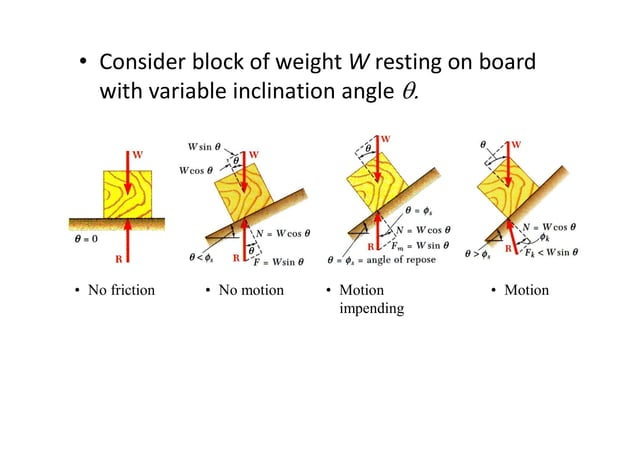 • Consider block of weight W resting on board
with variable inclination angle θ.
W
θ = 0
R
• No friction
W sin θ
W cos θ
θ
W
N = W cos θ
θ
θ < ϕs
R
F = W sin θ
• No motion
θ
W
θ = ϕs
N = W cos θ
R
Fm = W sin θ
θ = ϕs = angle of repose
• Motion
impending
θ
W
N = W cos θ
ϕk
R
θ > ϕs
Fk < W sin θ
• Motion